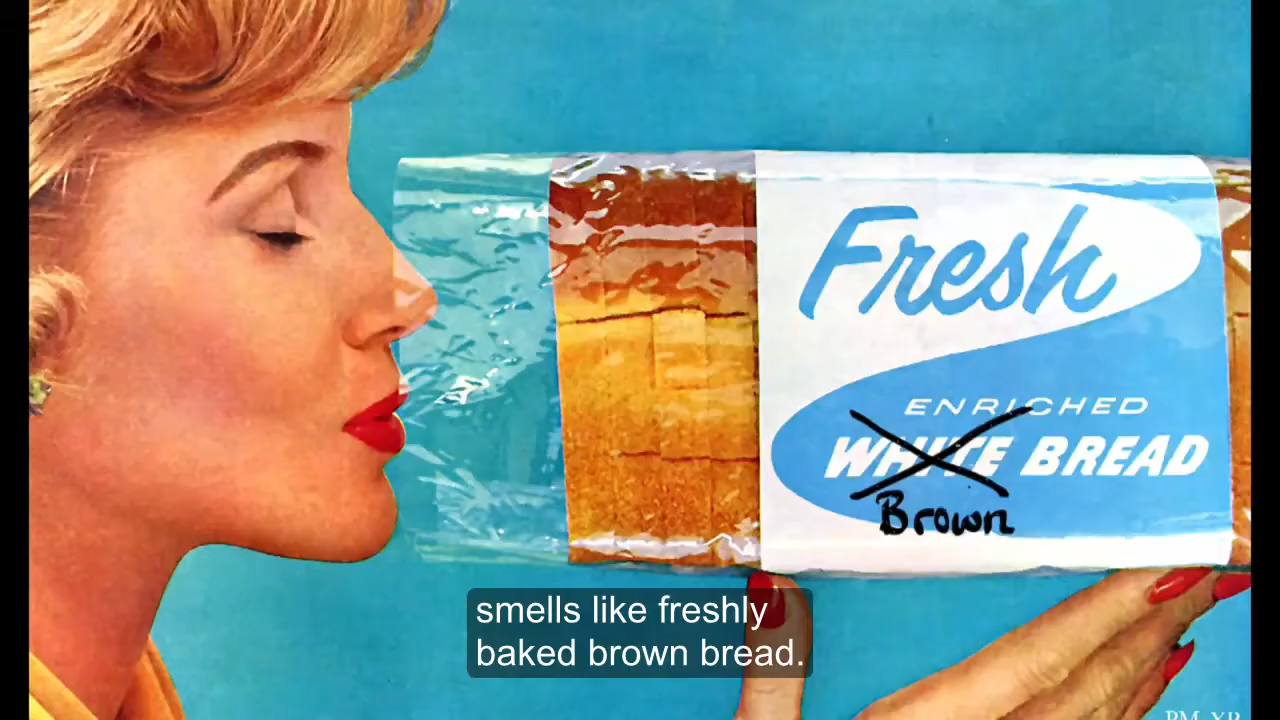 Fresh
ENRICHED
WHITE BREAD
Brown
smells like freshly
baked brown bread.